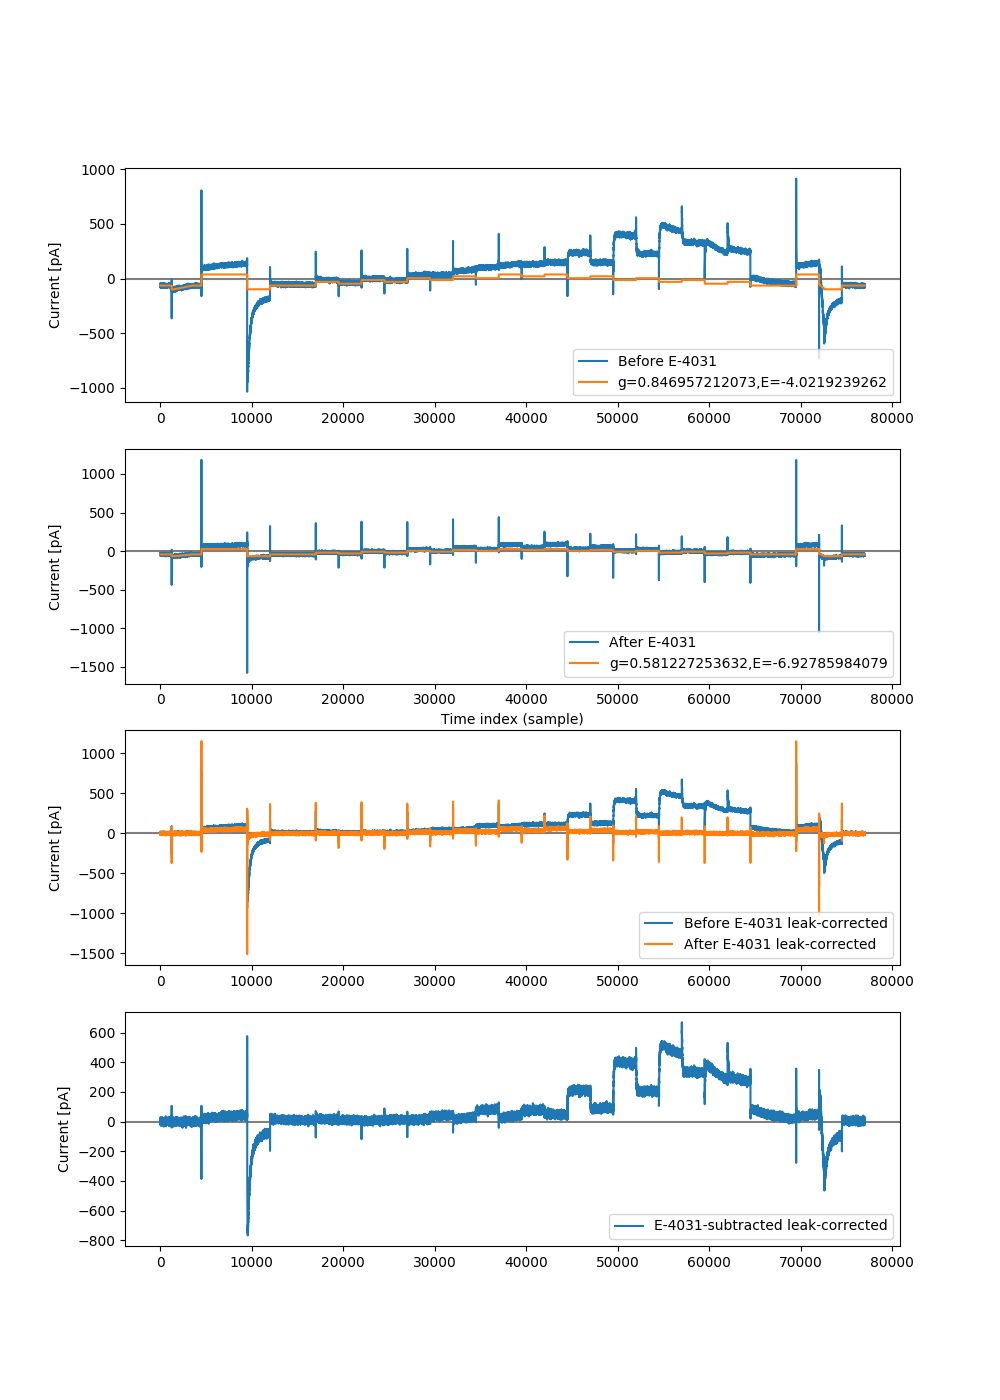 1000
500
0
−500
−1000
Current [pA]
Before E-4031
g=0.846957212073,E=-4.0219239262
0 10000 20000 30000 40000 50000 60000 70000 80000
1000
500
0
−500
−1000
−1500
Current [pA]
After E-4031
g=0.581227253632,E=-6.92785984079
0 10000 20000 30000 40000 50000 60000 70000 80000
Time index (sample)
1000
500
0
−500
−1000
−1500
Current [pA]
Before E-4031 leak-corrected
After E-4031 leak-corrected
0 10000 20000 30000 40000 50000 60000 70000 80000
600
400
200
0
−200
−400
−600
−800
Current [pA]
E-4031-subtracted leak-corrected
0 10000 20000 30000 40000 50000 60000 70000 80000